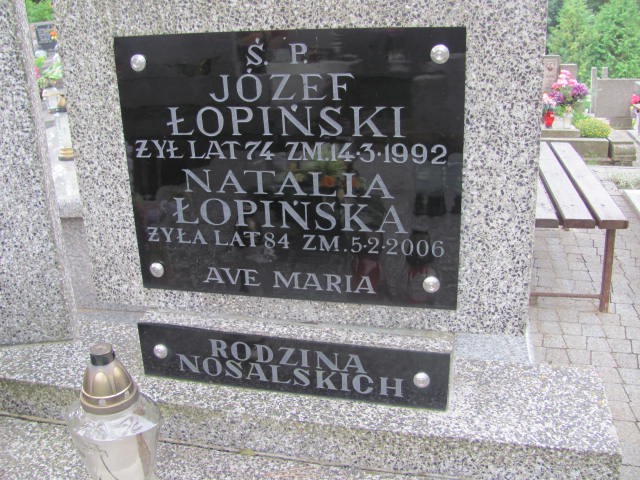 Ś. P.
JÓZEF
ŁOPIŃSKI
ŻYŁ LAT 74 ZM. 14·3·1992
NATALIA
ŁOPIŃSKA
ŻYŁA LAT 84 ZM. 5·2·2006
AVE MARIA
RODZINA
NOSALSKICH